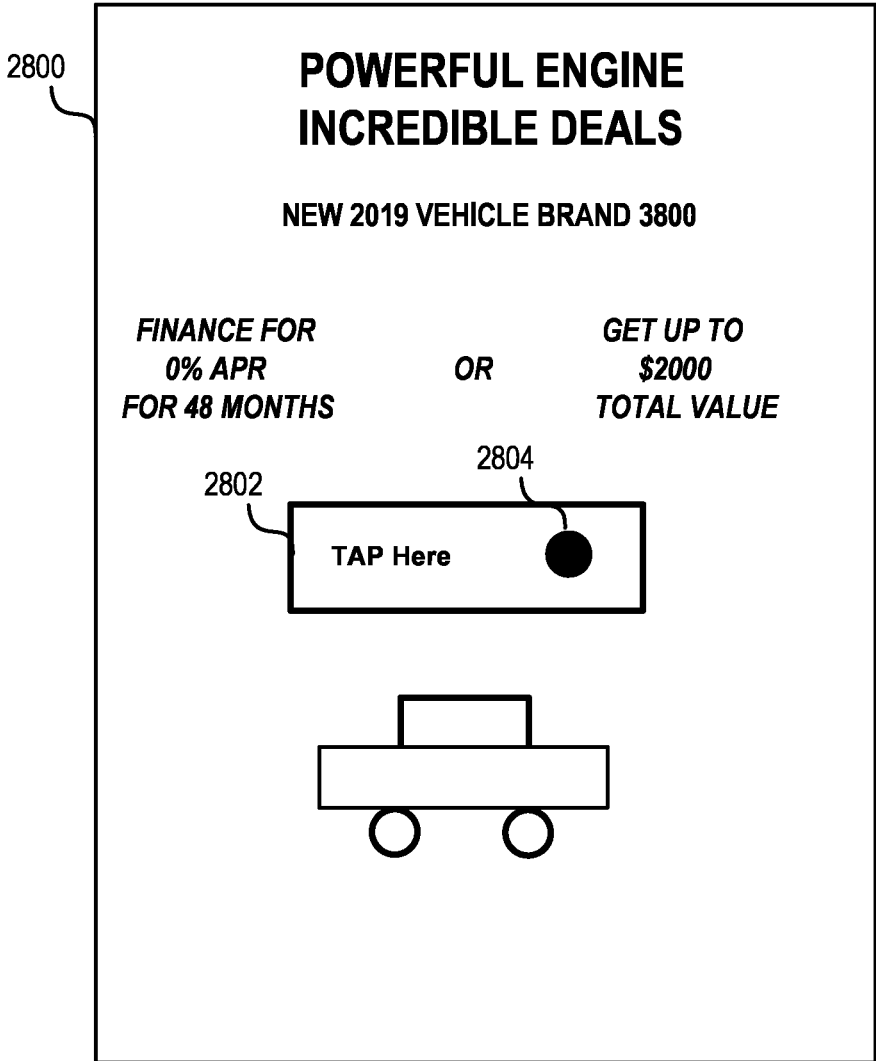 2800
POWERFUL ENGINE
INCREDIBLE DEALS
NEW 2019 VEHICLE BRAND 3800
FINANCE FOR
0% APR
FOR 48 MONTHS
OR
GET UP TO
$2000
TOTAL VALUE
2802
2804
TAP Here